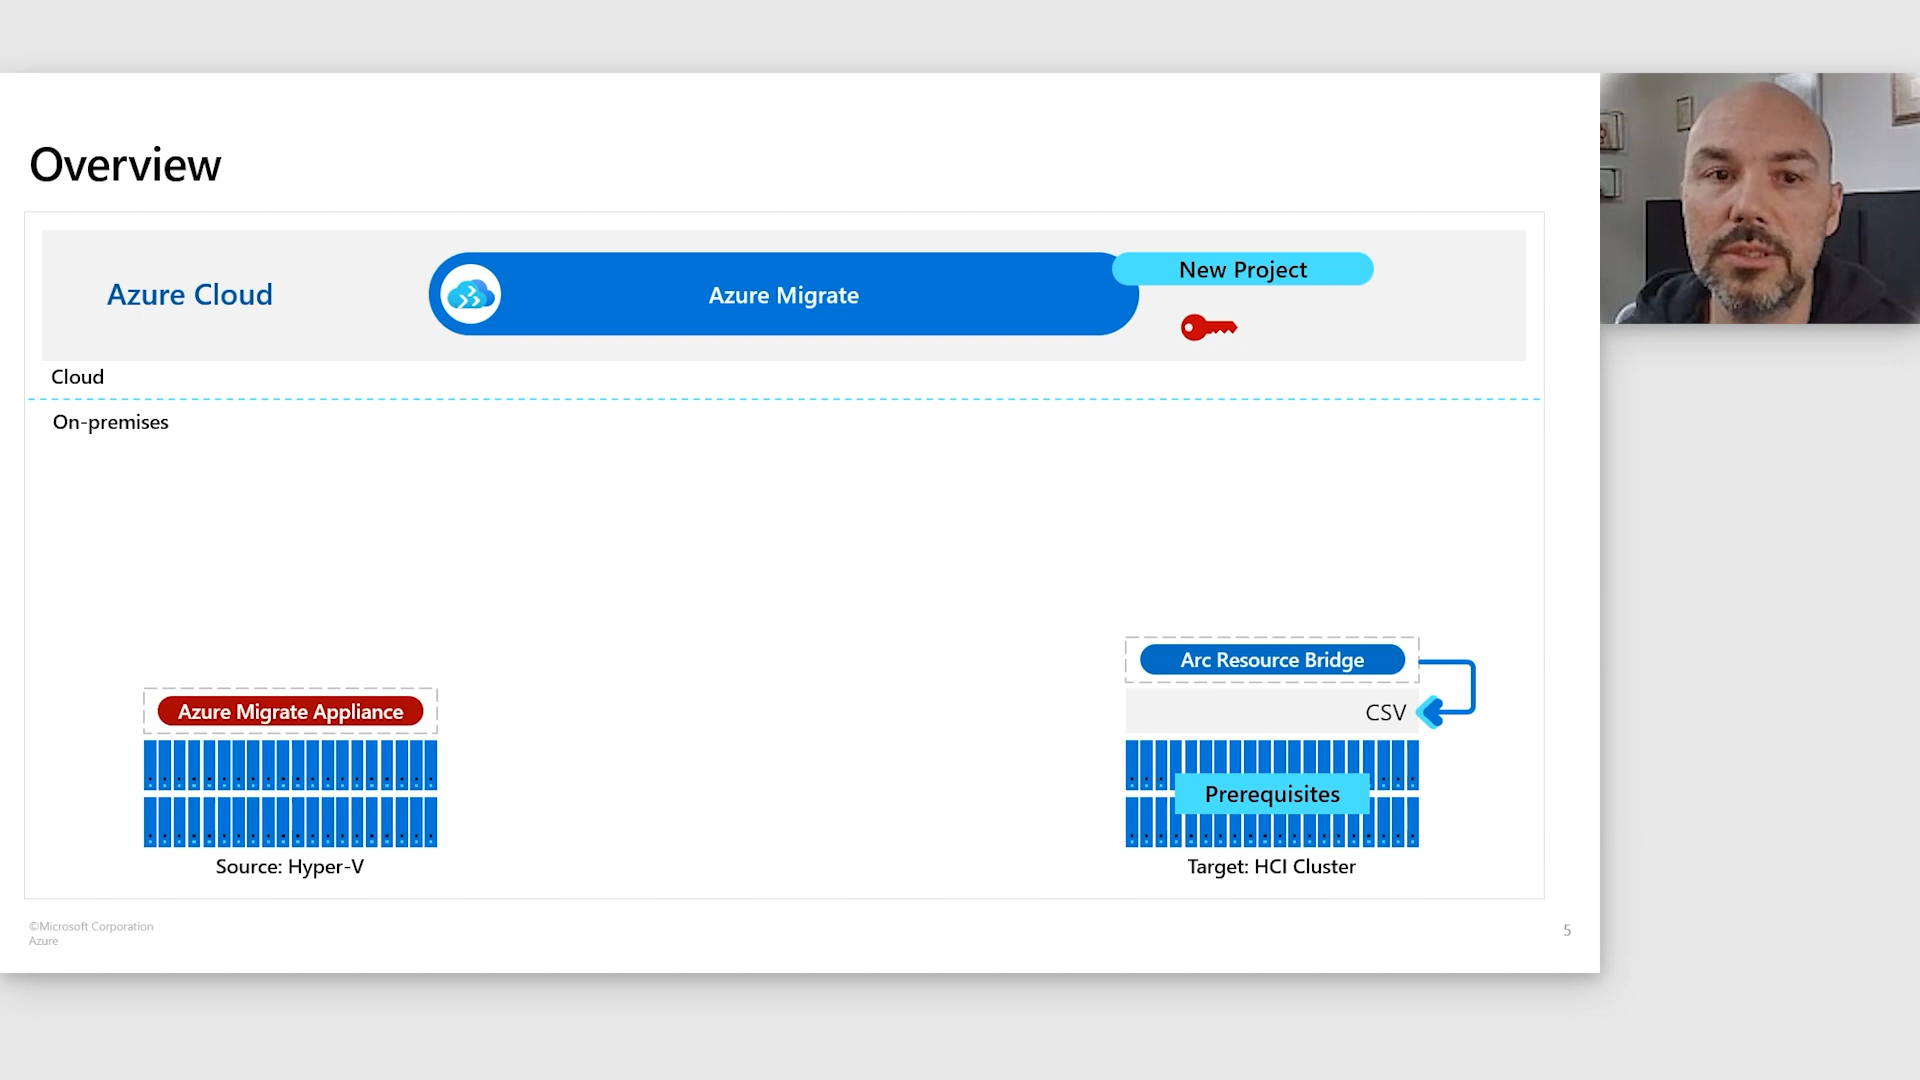 Overview
Azure Cloud
Azure Migrate
New Project
Cloud
On-premises
Arc Resource Bridge
Azure Migrate Appliance
CSV
Prerequisites
Source: Hyper-V
Target: HCI Cluster
©Microsoft Corporation
Azure
5